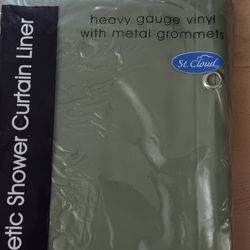 heavy gauge vinyl
with metal grommets
St. Cloud
etic Shower Curtain Liner